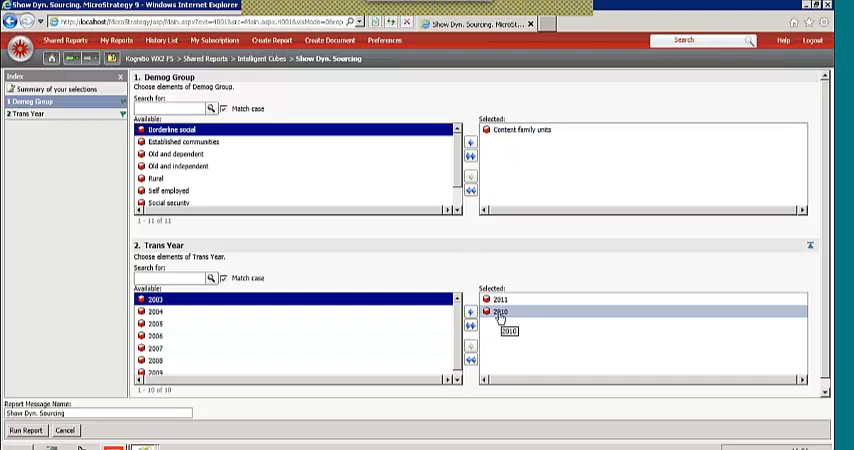 Show Dyn. Sourcing. MicroStrategy 9 - Windows Internet Explorer
Show Dyn. Sourcing. MicroStr...
Shared Reports My Reports History List My Subscriptions Create Report Create Document Preferences Search Help Logout
Kognitio WX2 FS > Shared Reports > Intelligent Cubes > Show Dyn. Sourcing
Index
Summary of your selections
1 Demog Group
2 Trans Year
1. Demog Group
Choose elements of Demog Group.
Search for:
Match case
Available:
Borderline social
Established communities
Old and dependent
Old and independent
Rural
Self employed
Social security
1 - 11 of 11
Selected:
Content family units
2. Trans Year
Choose elements of Trans Year.
Search for:
Match case
Available:
2003
2004
2005
2006
2007
2008
2009
1 - 10 of 10
Selected:
2011
2010
2010
Report Message Name:
Show Dyn. Sourcing
Run Report Cancel